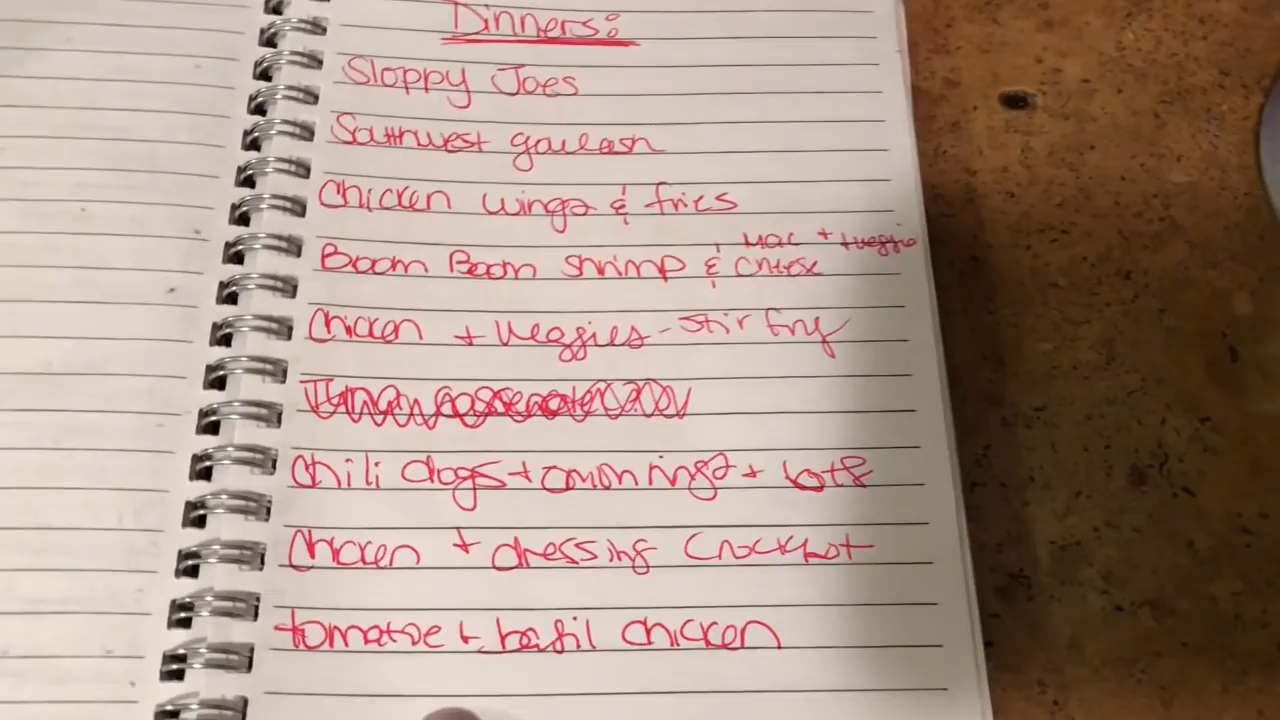 Dinners:
Sloppy Joes
Southwest goulash
Chicken wings & fries
Boom Boom Shrimp & Mac + veggie
Cheese
Chicken + Veggies - Stir fry
Chili dogs + onion rings + tots
Chicken + dressing Crockpot
tomatoe + basil chicken